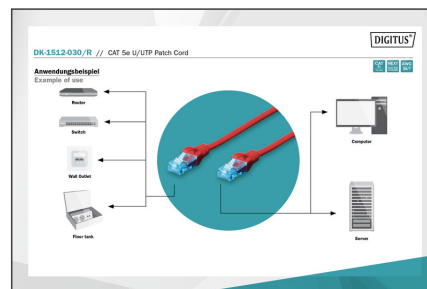 DIGITUS®
DK-1512-030/R // CAT 5e U/UTP Patch Cord
Anwendungsbeispiel
Example of use
Router
Switch
Wall Outlet
Floor tank
Computer
Server